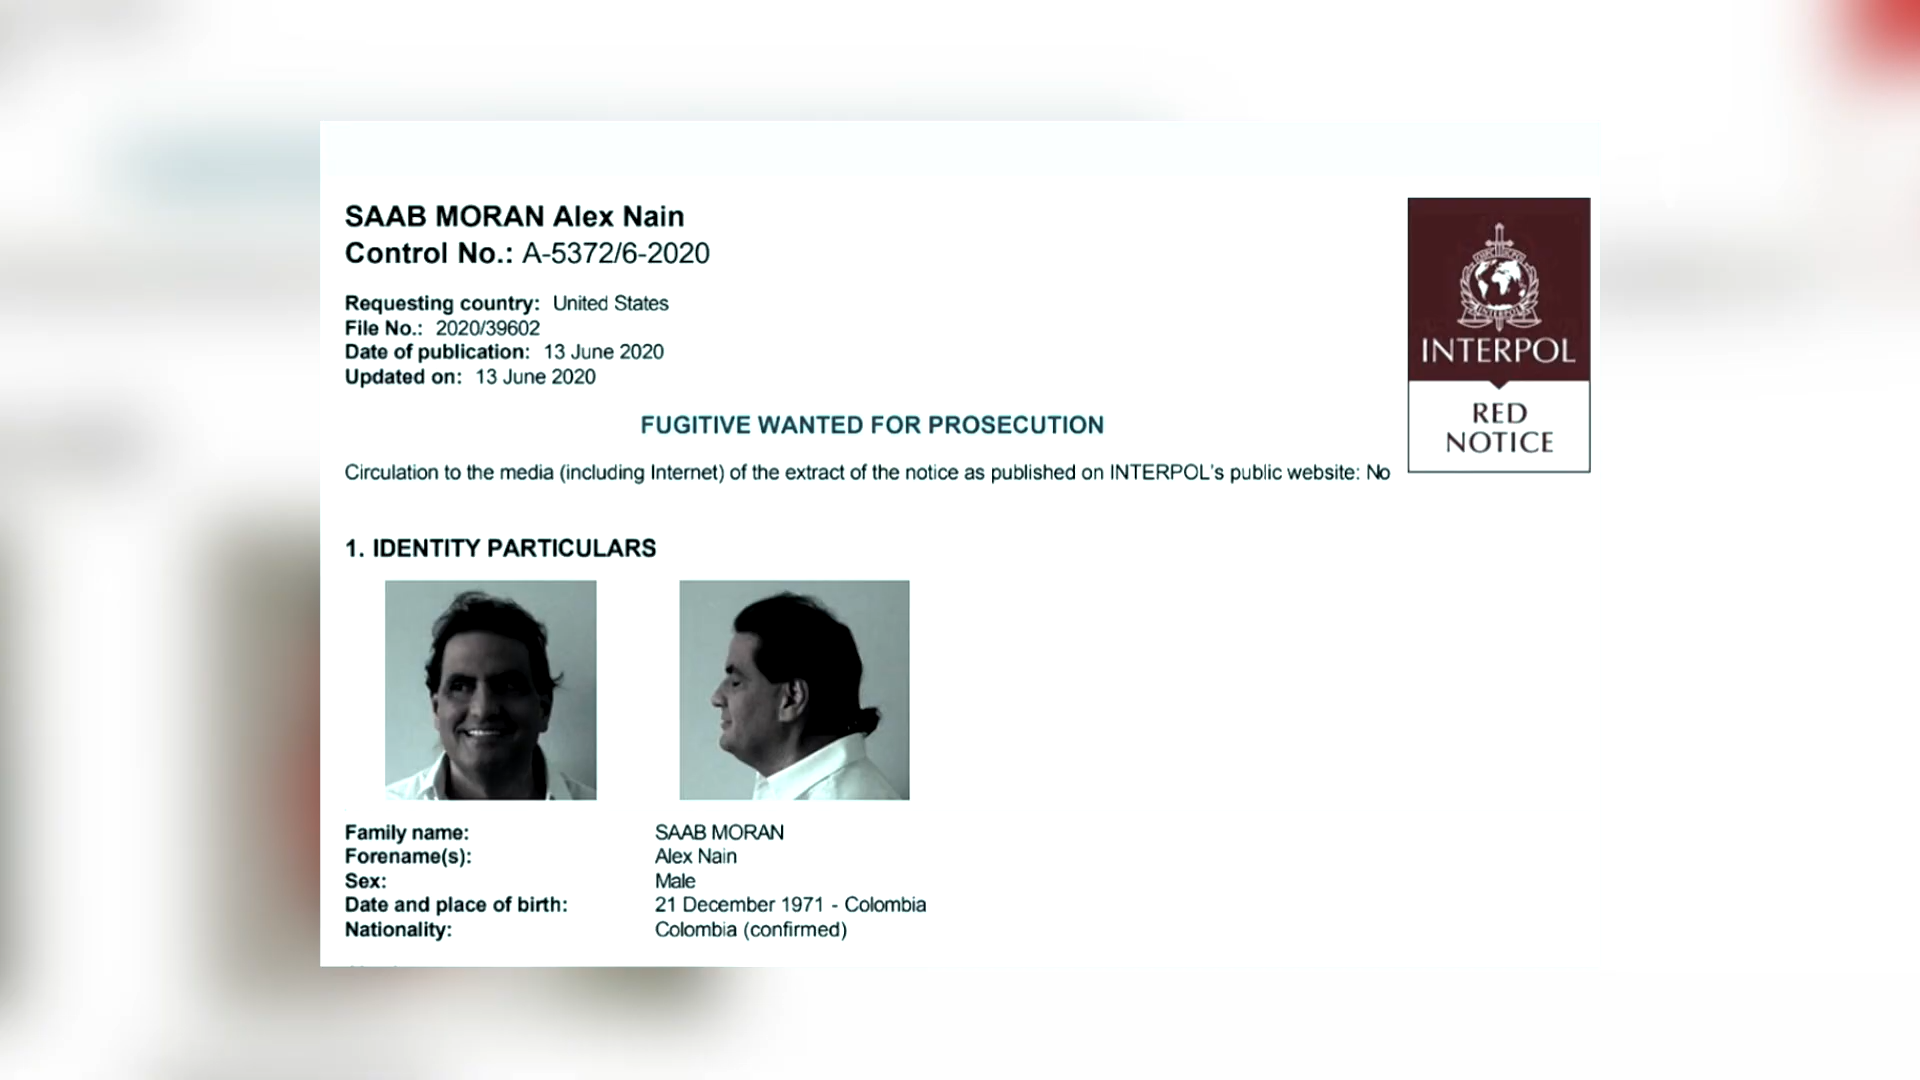 SAAB MORAN Alex Nain
Control No.: A-5372/6-2020
Requesting country: United States
File No.: 2020/39602
Date of publication: 13 June 2020
Updated on: 13 June 2020
INTERPOL
RED
NOTICE
FUGITIVE WANTED FOR PROSECUTION
Circulation to the media (including Internet) of the extract of the notice as published on INTERPOL's public website: No
1. IDENTITY PARTICULARS
Family name: SAAB MORAN
Forename(s): Alex Nain
Sex: Male
Date and place of birth: 21 December 1971 - Colombia
Nationality: Colombia (confirmed)